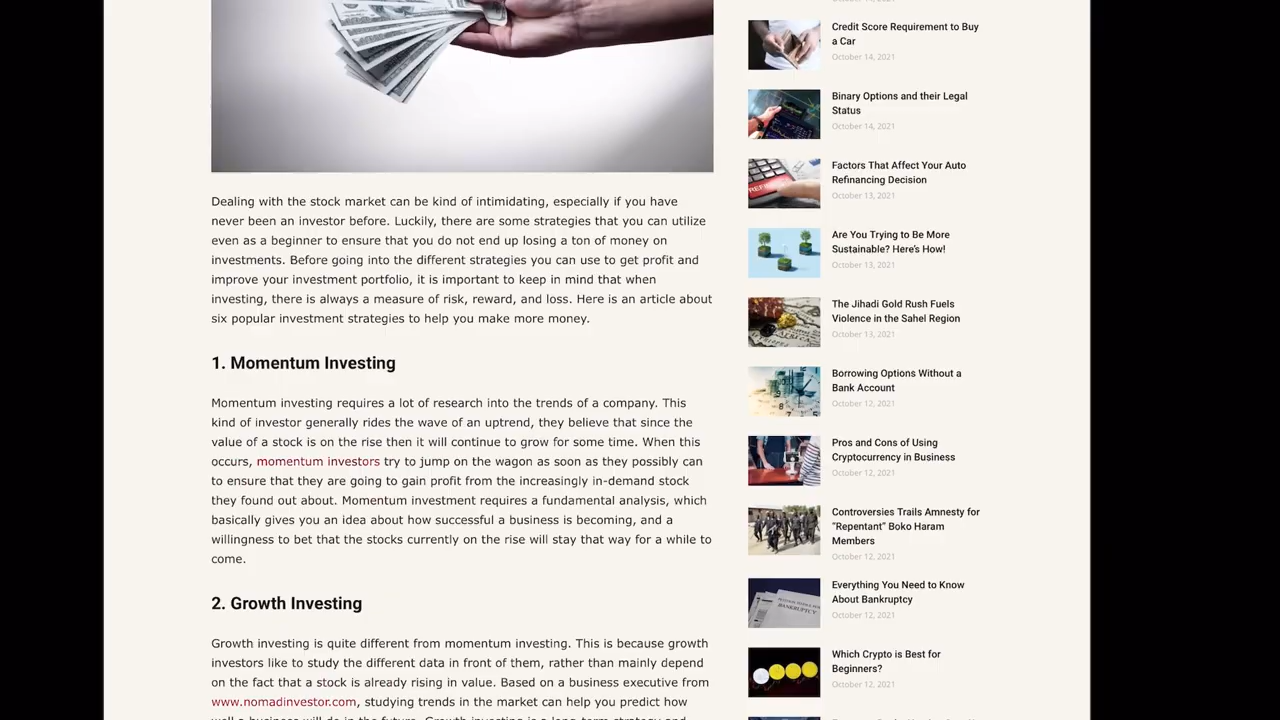 Dealing with the stock market can be kind of intimidating, especially if you have
never been an investor before. Luckily, there are some strategies that you can utilize
even as a beginner to ensure that you do not end up losing a ton of money on
investments. Before going into the different strategies you can use to get profit and
improve your investment portfolio, it is important to keep in mind that when
investing, there is always a measure of risk, reward, and loss. Here is an article about
six popular investment strategies to help you make more money.
1. Momentum Investing
Momentum investing requires a lot of research into the trends of a company. This
kind of investor generally rides the wave of an uptrend, they believe that since the
value of a stock is on the rise then it will continue to grow for some time. When this
occurs, momentum investors try to jump on the wagon as soon as they possibly can
to ensure that they are going to gain profit from the increasingly in-demand stock
they found out about. Momentum investment requires a fundamental analysis, which
basically gives you an idea about how successful a business is becoming, and a
willingness to bet that the stocks currently on the rise will stay that way for a while to
come.
2. Growth Investing
Growth investing is quite different from momentum investing. This is because growth
investors like to study the different data in front of them, rather than mainly depend
on the fact that a stock is already rising in value. Based on a business executive from
www.nomadinvestor.com, studying trends in the market can help you predict how
Credit Score Requirement to Buy
a Car
October 14, 2021
Binary Options and their Legal
Status
October 14, 2021
Factors That Affect Your Auto
Refinancing Decision
October 13, 2021
Are You Trying to Be More
Sustainable? Here's How!
October 13, 2021
The Jihadi Gold Rush Fuels
Violence in the Sahel Region
October 13, 2021
Borrowing Options Without a
Bank Account
October 12, 2021
Pros and Cons of Using
Cryptocurrency in Business
October 12, 2021
Controversies Trails Amnesty for
"Repentant" Boko Haram
Members
October 12, 2021
BANKRUPTCY
Everything You Need to Know
About Bankruptcy
October 12, 2021
Which Crypto is Best for
Beginners?
October 12, 2021